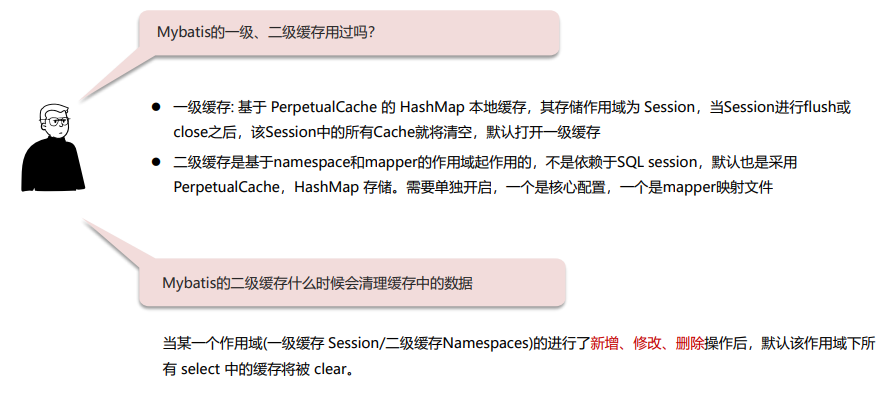 Mybatis的一级、二级缓存用过吗?
● 一级缓存: 基于 PerpetualCache 的 HashMap 本地缓存，其存储作用域为 Session，当Session进行flush或
close之后，该Session中的所有Cache就将清空，默认打开一级缓存
● 二级缓存是基于namespace和mapper的作用域起作用的，不是依赖于SQL session，默认也是采用
PerpetualCache，HashMap 存储。需要单独开启，一个是核心配置，一个是mapper映射文件
Mybatis的二级缓存什么时候会清理缓存中的数据
当某一个作用域(一级缓存 Session/二级缓存Namespaces)的进行了新增、修改、删除操作后，默认该作用域下所
有 select 中的缓存将被 clear。